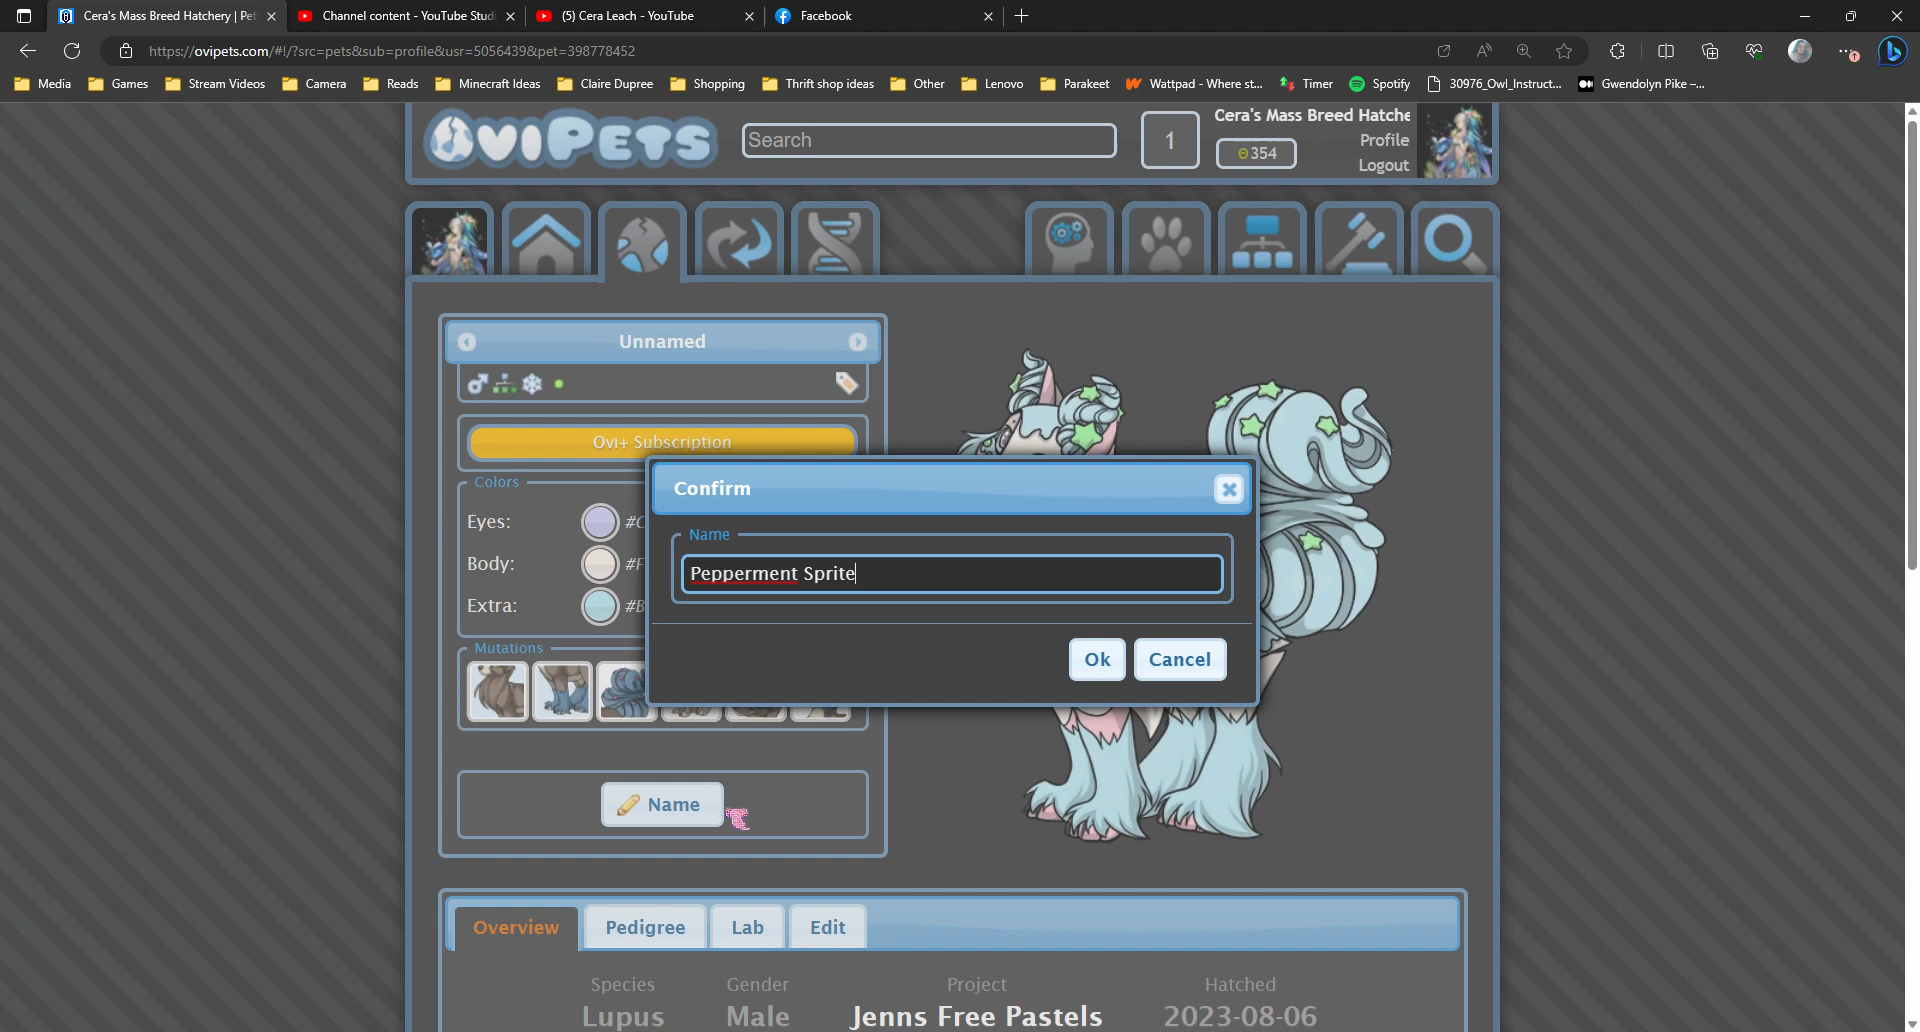 Cera's Mass Breed Hatchery | Pet
Channel content - YouTube Studi
(5) Cera Leach - YouTube
Facebook
https://ovipets.com/#!/?src=pets&sub=profile&usr=5056439&pet=398778452
Media
Games
Stream Videos
Camera
Reads
Minecraft Ideas
Claire Dupree
Shopping
Thrift shop ideas
Other
Lenovo
Parakeet
Wattpad - Where st...
Timer
Spotify
30976_Owl_Instruct...
Gwendolyn Pike –...
OviPets
Search
1
Cera's Mass Breed Hatche
354
Profile
Logout
Unnamed
Ovi+ Subscription
Colors
Eyes:
Body:
#F
Extra:
#B
Mutations
Confirm
Name
Pepperment Sprite
Ok
Cancel
Name
Overview
Pedigree
Lab
Edit
Species
Gender
Project
Hatched
Lupus
Male
Jenns Free Pastels
2023-08-06